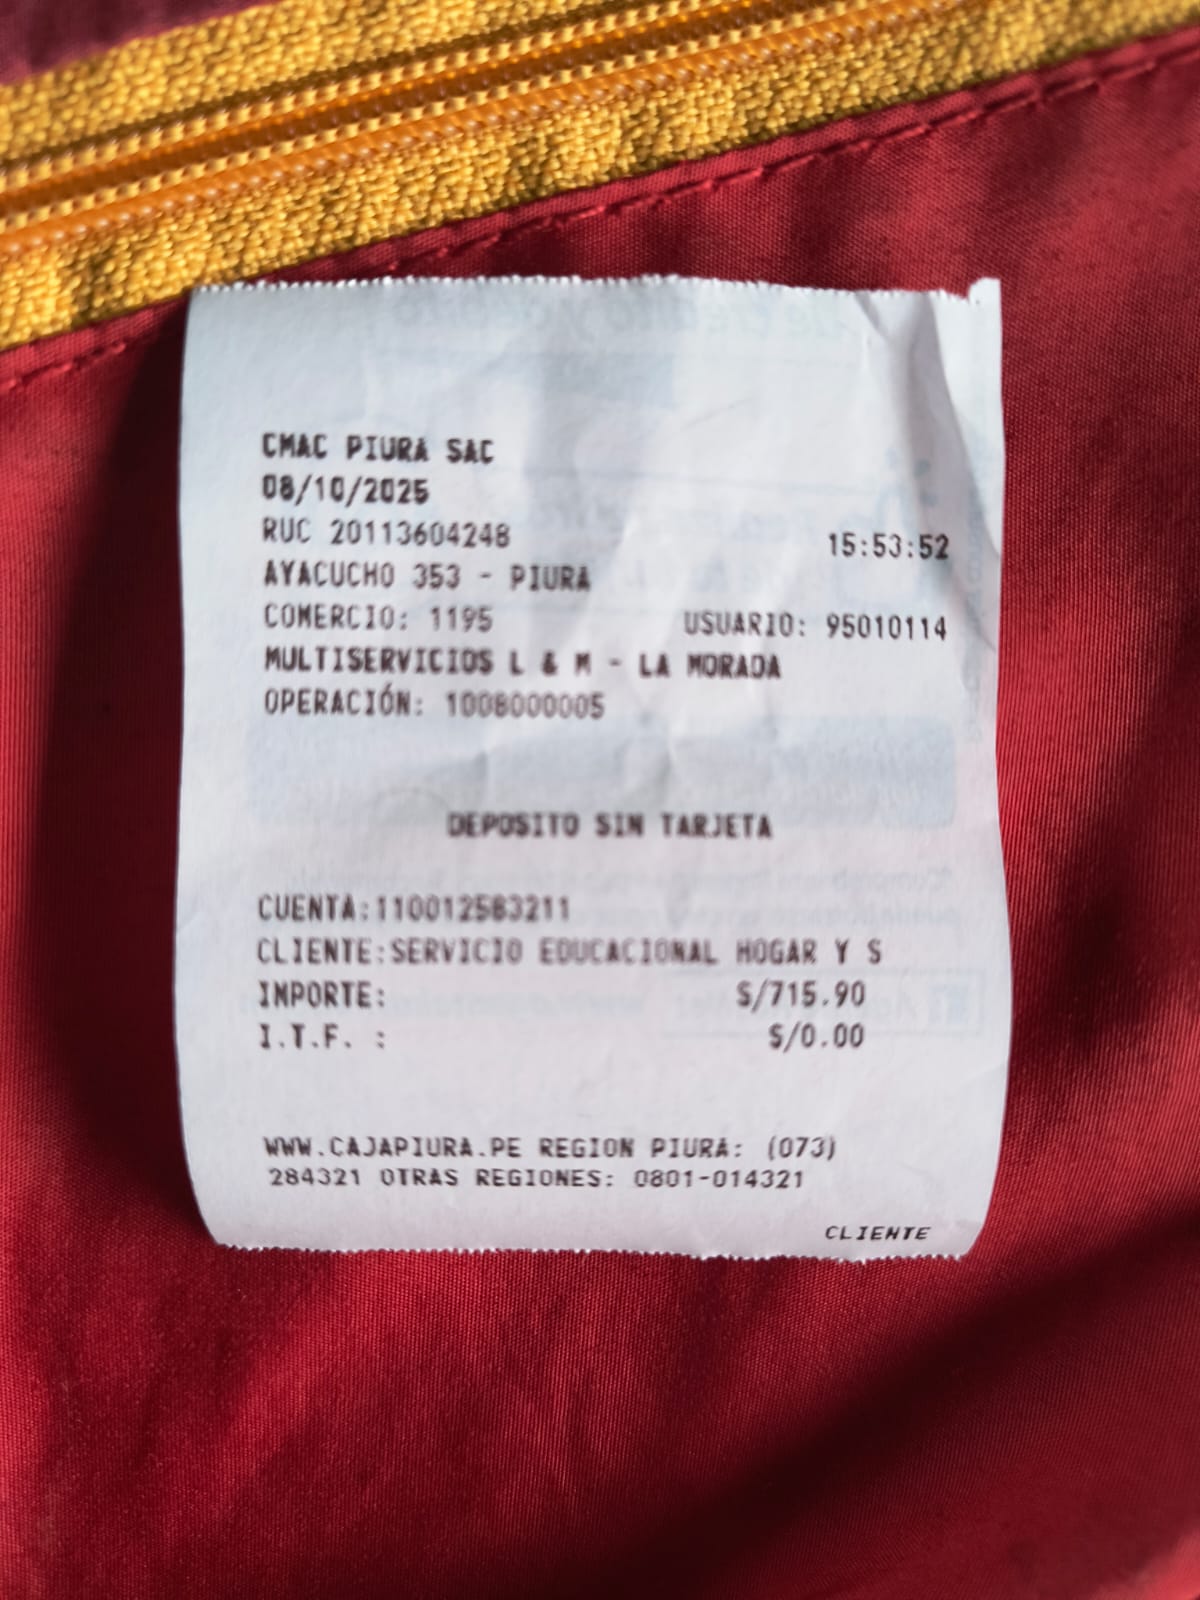 CMAC PIURA SAC
08/10/2025
RUC 20113604248 15:53:52
AYACUCHO 353 - PIURA
COMERCIO: 1195 USUARIO: 95010114
MULTISERVICIOS L & M - LA MORADA
OPERACIÓN: 1008000005
DEPOSITO SIN TARJETA
CUENTA:110012583211
CLIENTE:SERVICIO EDUCACIONAL HOGAR Y S
IMPORTE: S/715.90
I.T.F. : S/0.00
WWW.CAJAPIURA.PE REGION PIURA: (073)
284321 OTRAS REGIONES: 0801-014321
CLIENTE